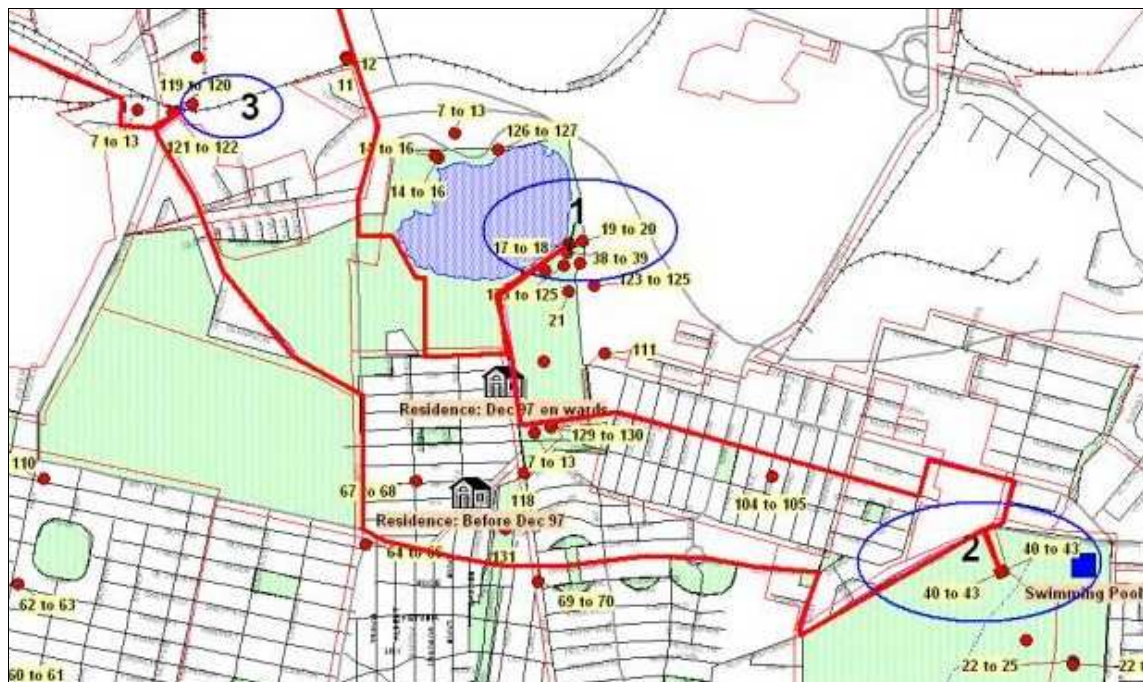 12
119 to 120
11
3
7 to 13
7 to 13
121 to 122
126 to 127
14 to 16
14 to 16
1
19 to 20
17 to 18
38 to 39
123 to 125
125
21
111
Residence: Dec 97 en wards
129 to 130
7 to 13
110
67 to 68
118
104 to 105
Residence: Before Dec 97
64 to
131
2
40 to 43
40 to 43
Swimming Pool
62 to 63
69 to 70
22 to 25
22 t
60 to 61